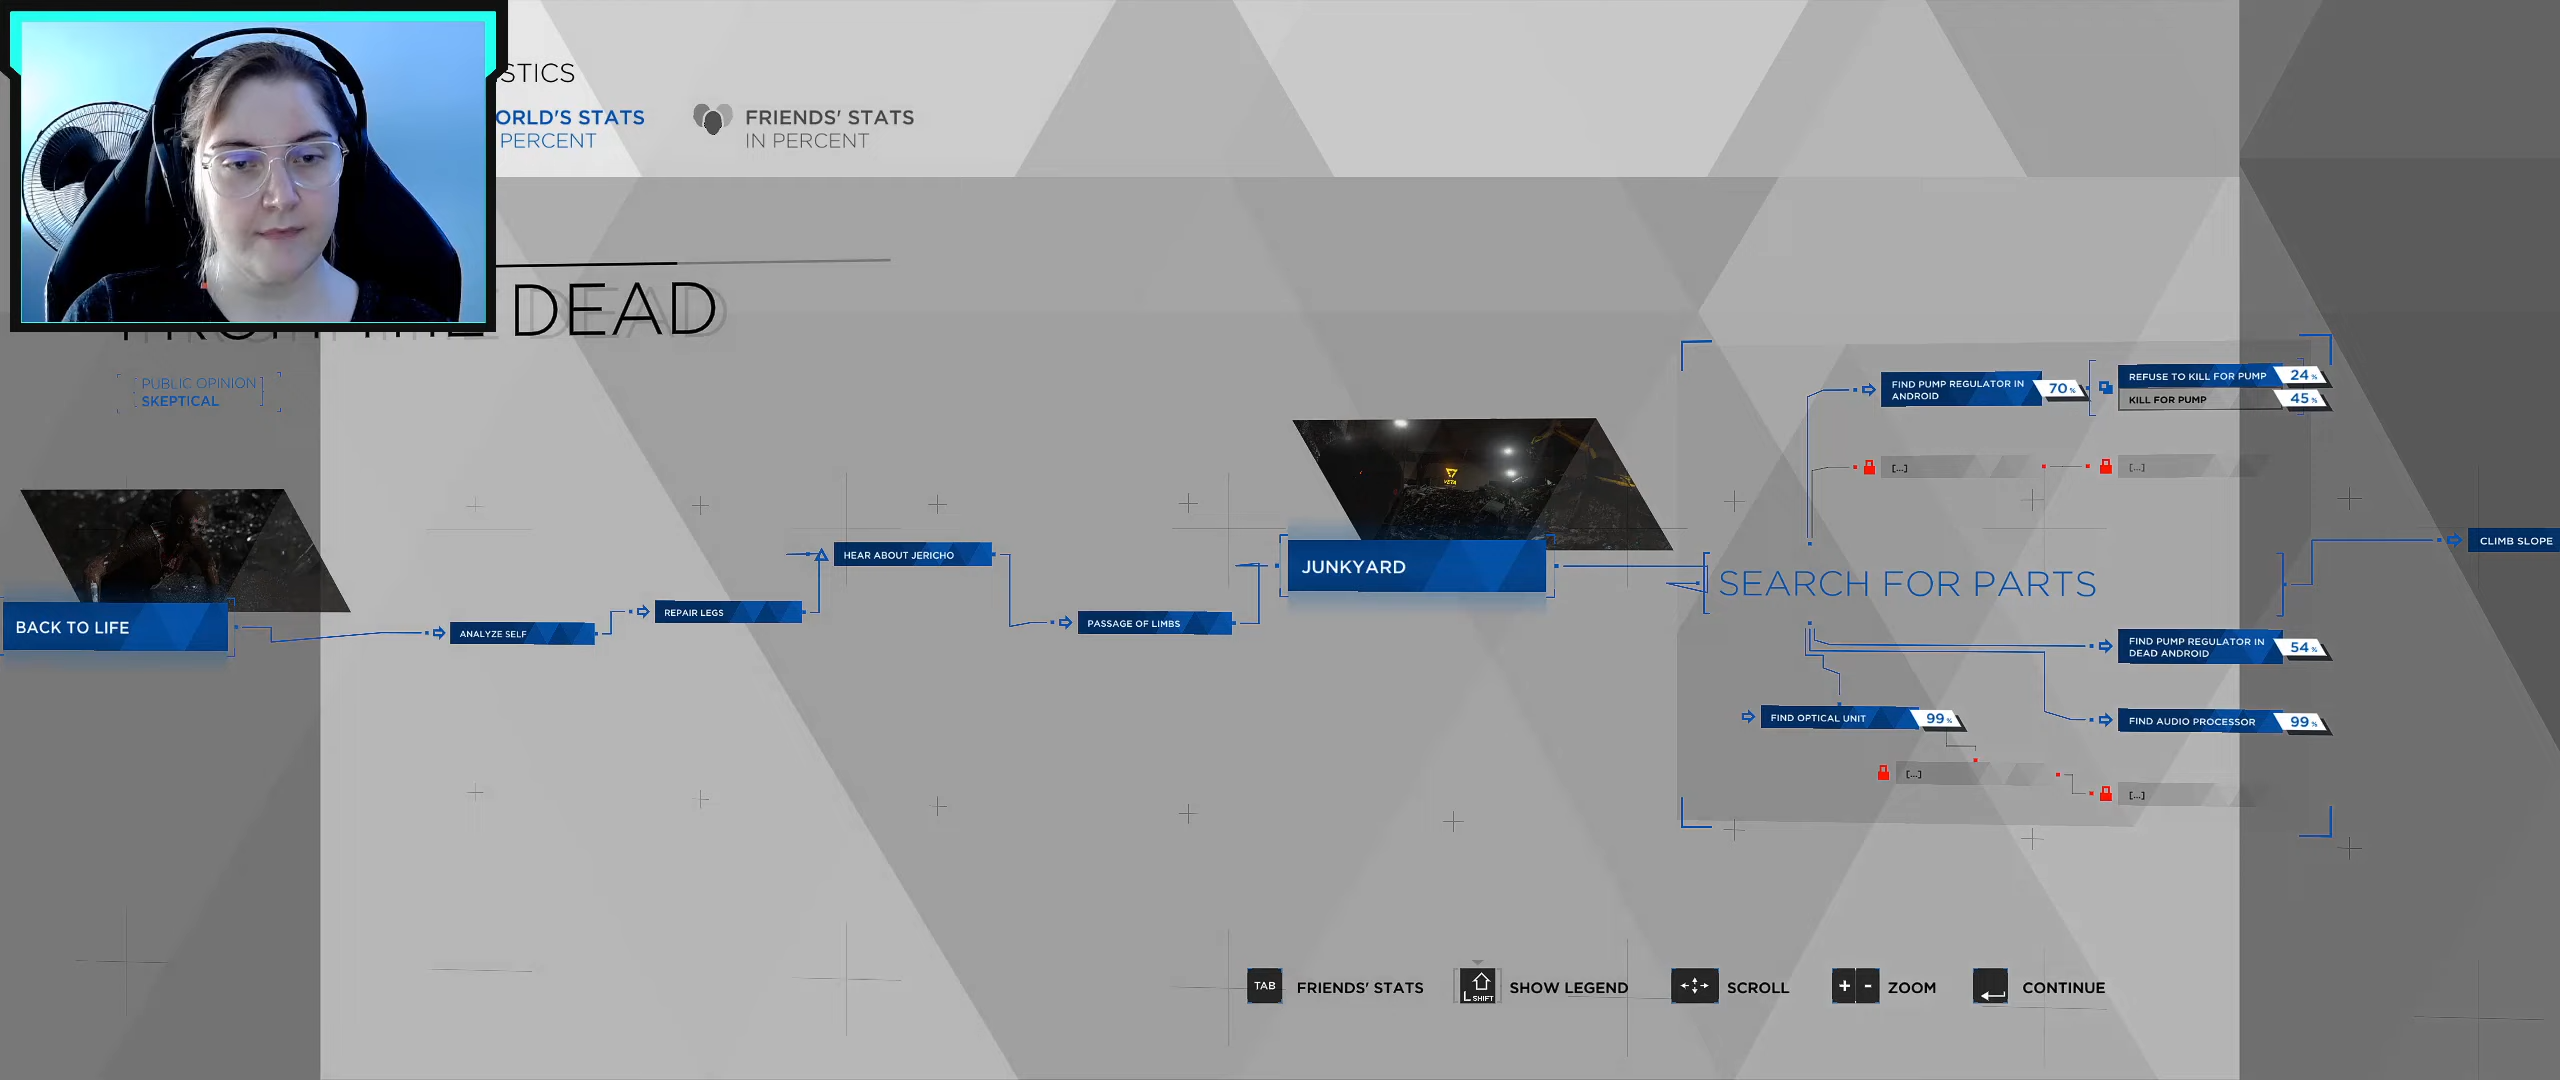 STICS
ORLD'S STATS
PERCENT
FRIENDS' STATS
IN PERCENT
DEAD
PUBLIC OPINION
SKEPTICAL
BACK TO LIFE
ANALYZE SELF
REPAIR LEGS
HEAR ABOUT JERICHO
PASSAGE OF LIMBS
JUNKYARD
SEARCH FOR PARTS
FIND PUMP REGULATOR IN
ANDROID
70%
REFUSE TO KILL FOR PUMP 24%
KILL FOR PUMP 45%
[...]
[...]
CLIMB SLOPE
FIND PUMP REGULATOR IN
DEAD ANDROID
54%
FIND OPTICAL UNIT 99%
FIND AUDIO PROCESSOR 99%
[...]
[...]
TAB FRIENDS' STATS
L SHIFT SHOW LEGEND
SCROLL
+ - ZOOM
CONTINUE